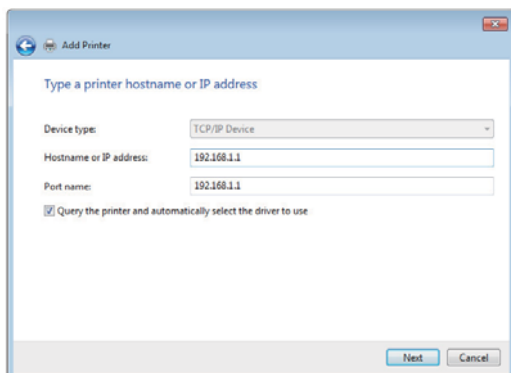 Add Printer
Type a printer hostname or IP address
Device type: TCP/IP Device
Hostname or IP address: 192.168.1.1
Port name: 192.168.1.1
Query the printer and automatically select the driver to use
Next Cancel